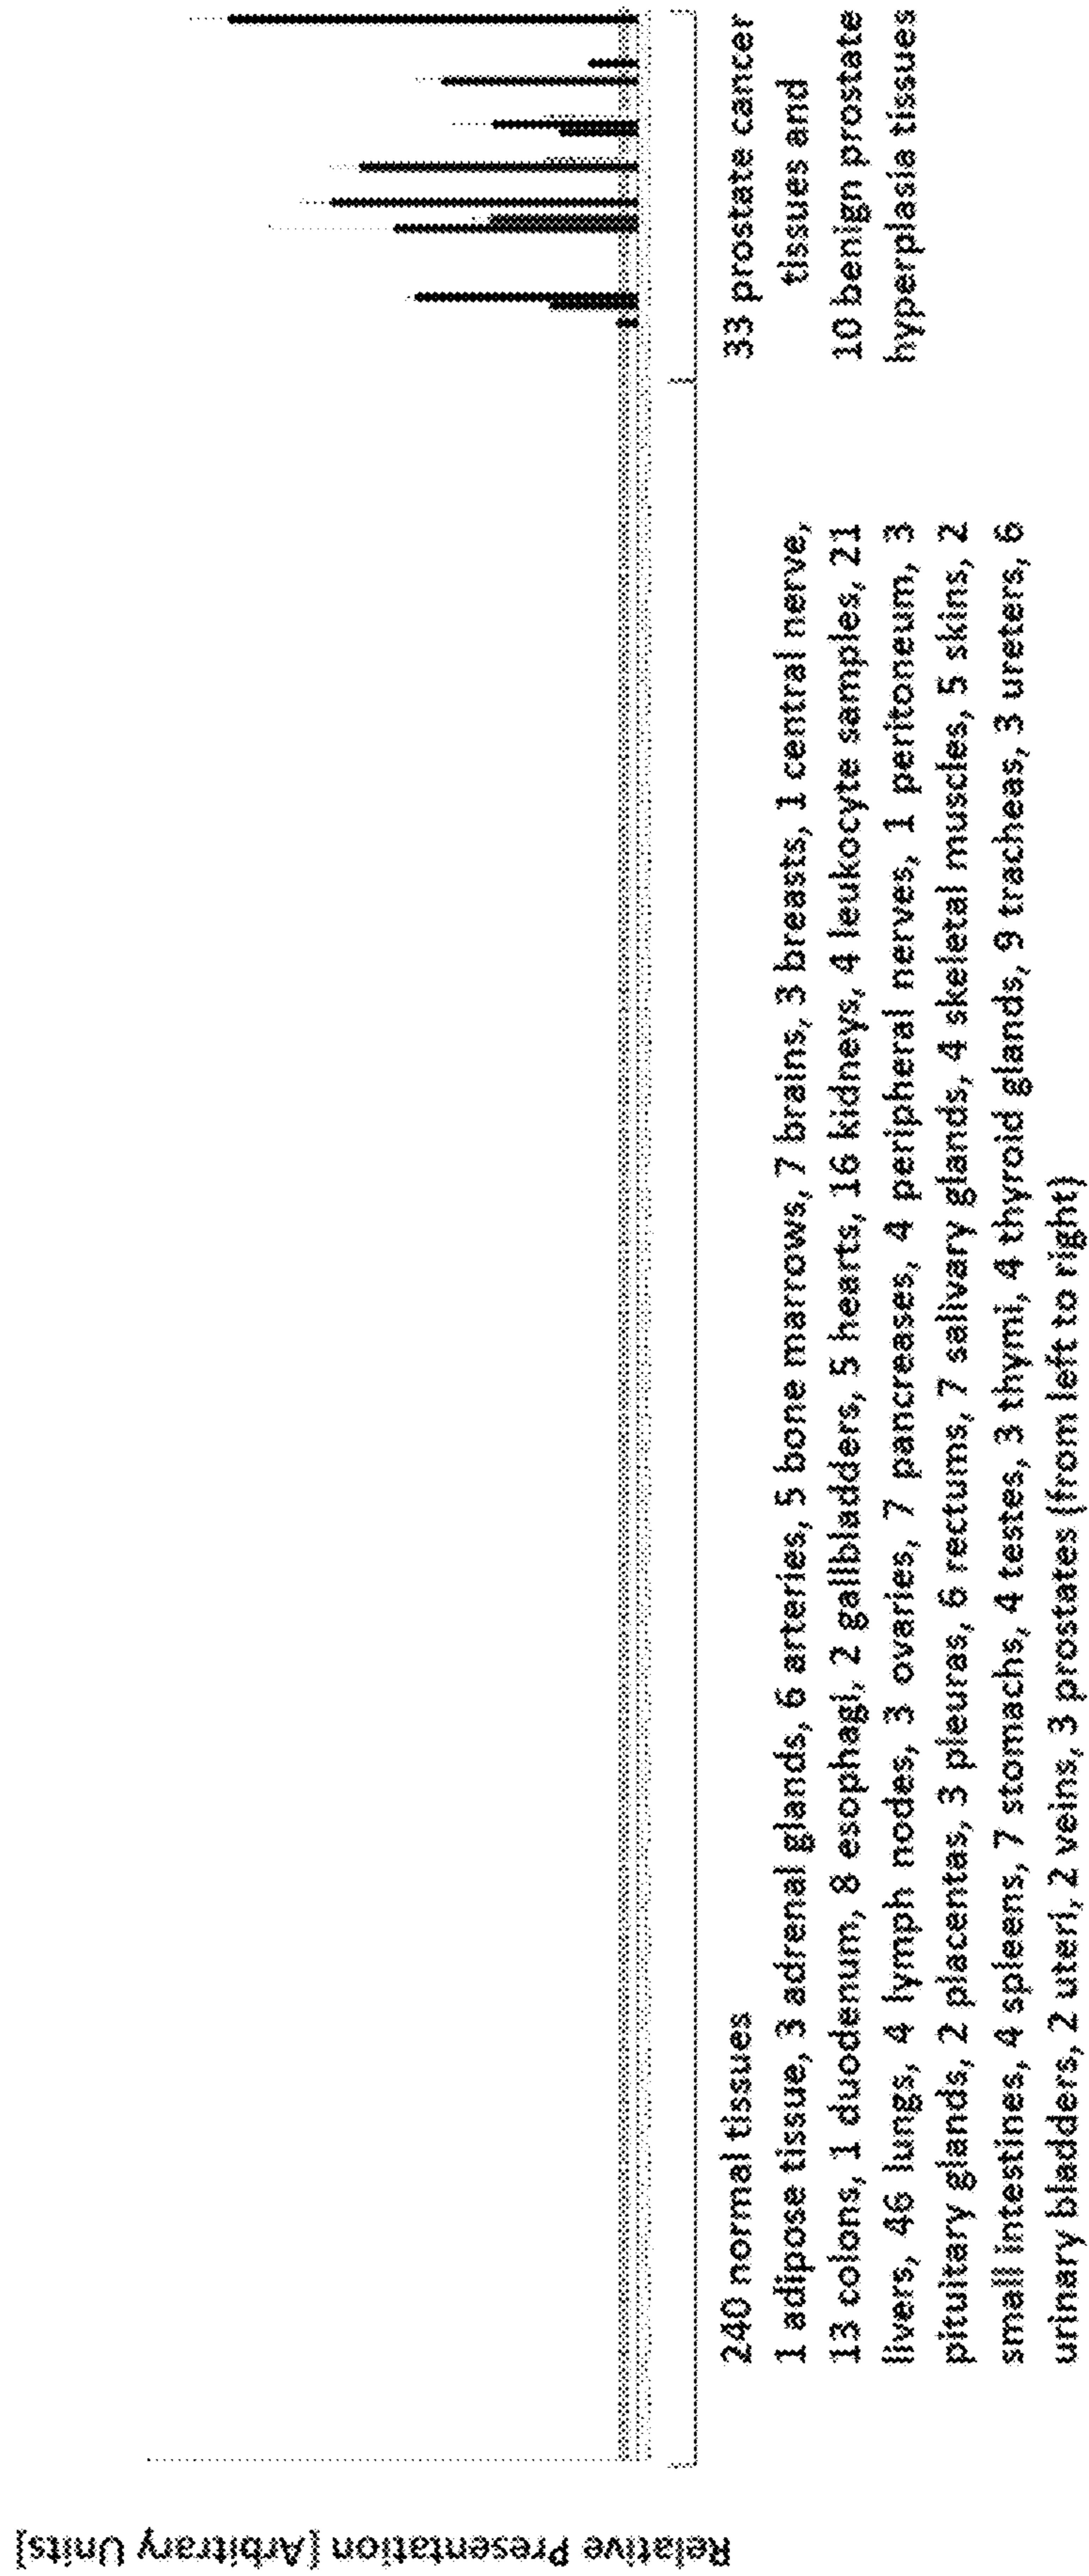 Relative Presentation [Arbitrary Units]
240 normal tissues
1 adipose tissue, 3 adrenal glands, 6 arteries, 5 bone marrows, 7 brains, 3 breasts, 1 central nerve,
13 colons, 1 duodenum, 8 esophagi, 2 gallbladders, 5 hearts, 16 kidneys, 4 leukocyte samples, 21
livers, 46 lungs, 4 lymph nodes, 3 ovaries, 7 pancreases, 4 peripheral nerves, 1 peritoneum, 3
pituitary glands, 2 placentas, 3 pleuras, 6 rectums, 7 salivary glands, 4 skeletal muscles, 5 skins, 2
small intestines, 4 spleens, 7 stomachs, 4 testes, 3 thymi, 4 thyroid glands, 9 tracheas, 3 ureters, 6
urinary bladders, 2 uteri, 2 veins, 3 prostates (from left to right)
33 prostate cancer
tissues and
10 benign prostate
hyperplasia tissues